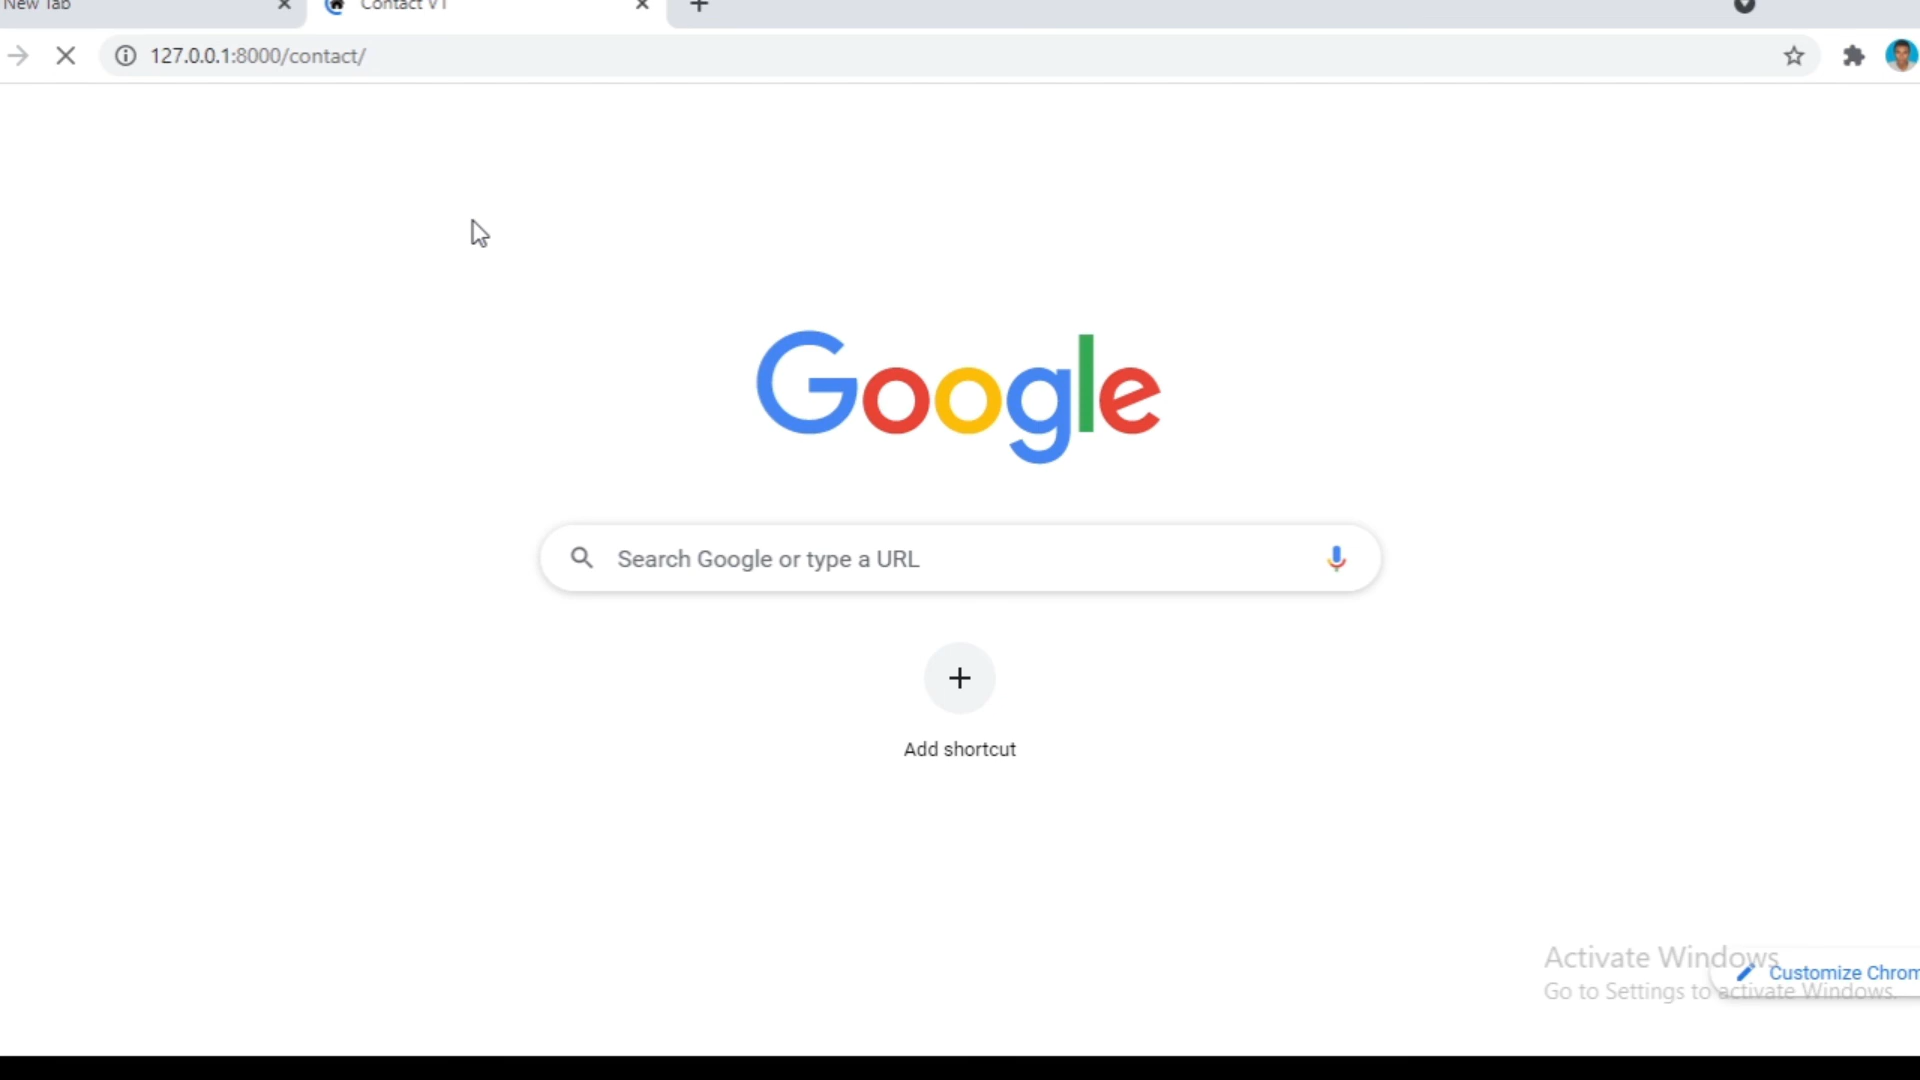 New Tab
Contact V1
127.0.0.1:8000/contact/
Google
Search Google or type a URL
Add shortcut
Activate Windows
Customize Chrom
Go to Settings to activate Windows.